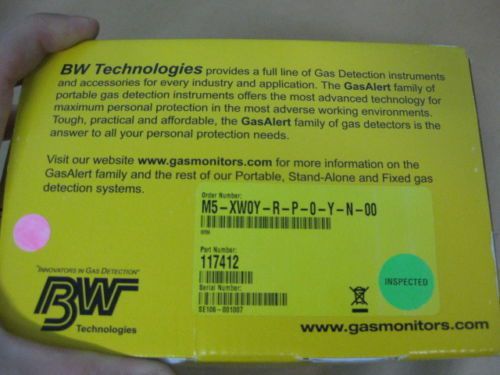 BW Technologies provides a full line of Gas Detection instruments
and accessories for every industry and application. The GasAlert family of
portable gas detection instruments offers the most advanced technology for
maximum personal protection in the most adverse working environments.
Tough, practical and affordable, the GasAlert family of gas detectors is the
answer to all your personal protection needs.
Visit our website www.gasmonitors.com for more information on the
GasAlert family and the rest of our Portable, Stand-Alone and Fixed gas
detection systems.
Order Number:
M5-XW0Y-R-P-0-Y-N-00
Part Number:
117412
Serial Number:
SE106-001007
INSPECTED
"INNOVATORS IN GAS DETECTION"
BW
Technologies
www.gasmonitors.com